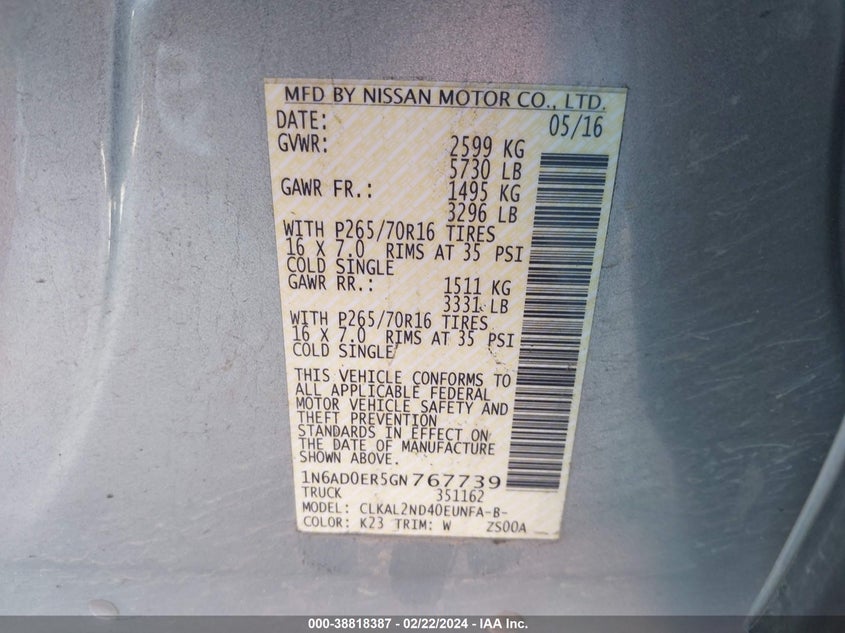 MFD BY NISSAN MOTOR CO., LTD.
DATE: 05/16
GVWR: 2599 KG
5730 LB
GAWR FR.: 1495 KG
3296 LB
WITH P265/70R16 TIRES
16 X 7.0 RIMS AT 35 PSI
COLD SINGLE
GAWR RR.: 1511 KG
3331 LB
WITH P265/70R16 TIRES
16 X 7.0 RIMS AT 35 PSI
COLD SINGLE
THIS VEHICLE CONFORMS TO
ALL APPLICABLE FEDERAL
MOTOR VEHICLE SAFETY AND
THEFT PREVENTION
STANDARDS IN EFFECT ON
THE DATE OF MANUFACTURE
SHOWN ABOVE.
1N6AD0ER5GN767739
TRUCK 351162
MODEL: CLKAL2ND40EUNFA-B-
COLOR: K23 TRIM: W ZS00A
000-38818387 - 02/22/2024 - IAA Inc.